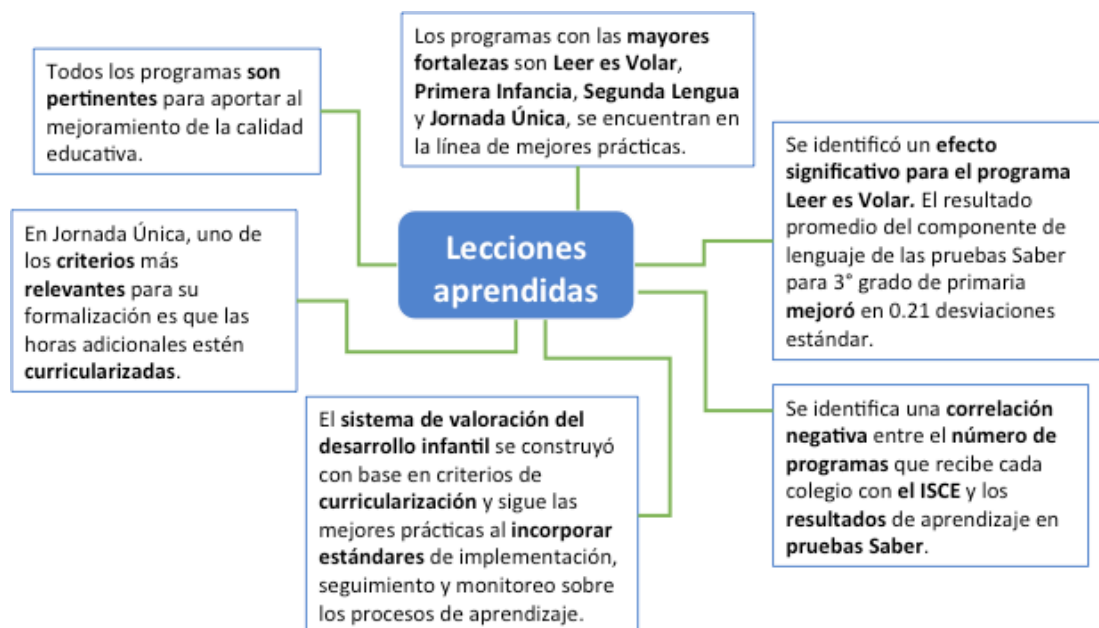 Todos los programas son
pertinentes para aportar al
mejoramiento de la calidad
educativa.
Los programas con las mayores
fortalezas son Leer es Volar,
Primera Infancia, Segunda Lengua
y Jornada Única, se encuentran en
la línea de mejores prácticas.
Se identificó un efecto
significativo para el programa
Leer es Volar. El resultado
promedio del componente de
lenguaje de las pruebas Saber
para 3° grado de primaria
mejoró en 0.21 desviaciones
estándar.
En Jornada Única, uno de
los criterios más
relevantes para su
formalización es que las
horas adicionales estén
curricularizadas.
Lecciones
aprendidas
El sistema de valoración del
desarrollo infantil se construyó
con base en criterios de
curricularización y sigue las
mejores prácticas al incorporar
estándares de implementación,
seguimiento y monitoreo sobre
los procesos de aprendizaje.
Se identifica una correlación
negativa entre el número de
programas que recibe cada
colegio con el ISCE y los
resultados de aprendizaje en
pruebas Saber.